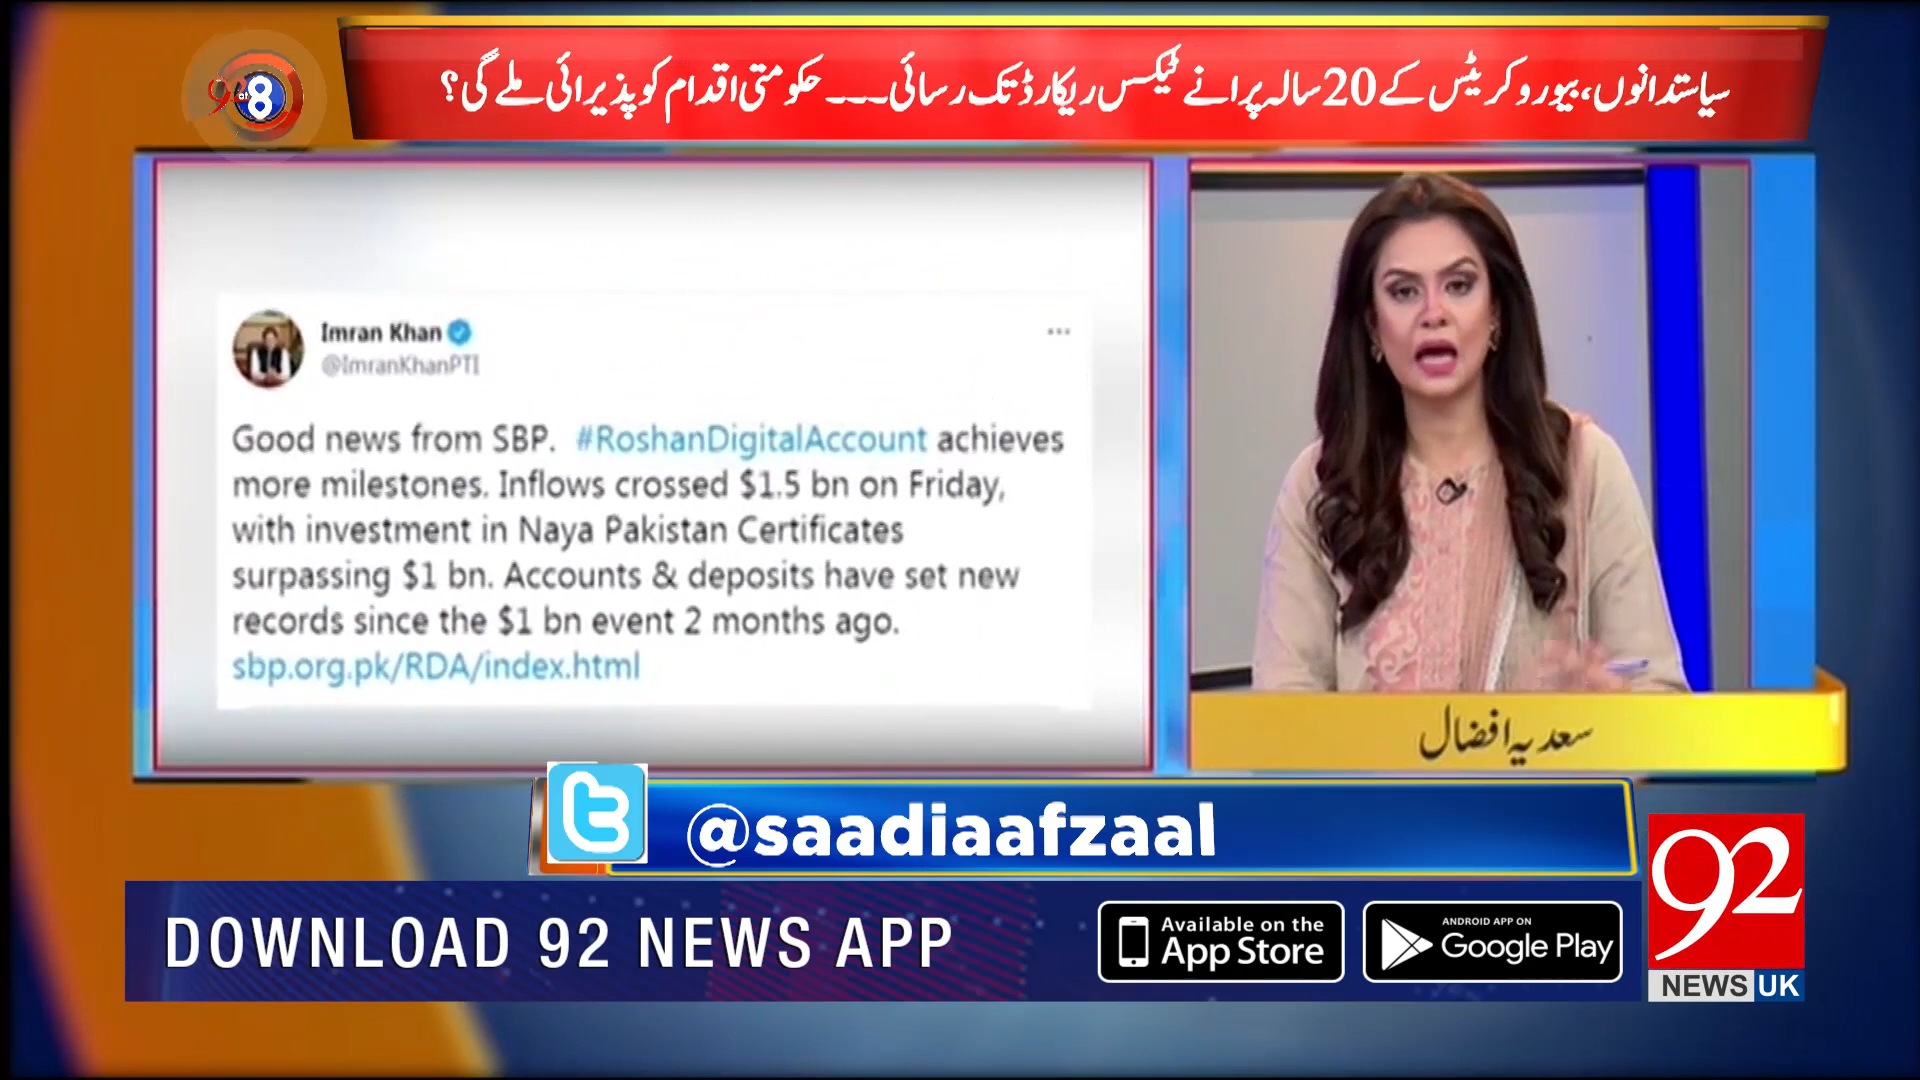 سیاستدانوں، بیوروکریٹس کے 20 سالہ پرانے ٹیکس ریکارڈ تک رسائی۔۔۔ حکومتی اقدام کو پذیرائی ملے گی؟
92 at 8
Imran Khan
@ImranKhanPTI
Good news from SBP. #RoshanDigitalAccount achieves
more milestones. Inflows crossed $1.5 bn on Friday,
with investment in Naya Pakistan Certificates
surpassing $1 bn. Accounts & deposits have set new
records since the $1 bn event 2 months ago.
sbp.org.pk/RDA/index.html
سعدیہ افضال
@saadiaafzaal
DOWNLOAD 92 NEWS APP
Available on the
App Store
ANDROID APP ON
Google Play
92
NEWS UK